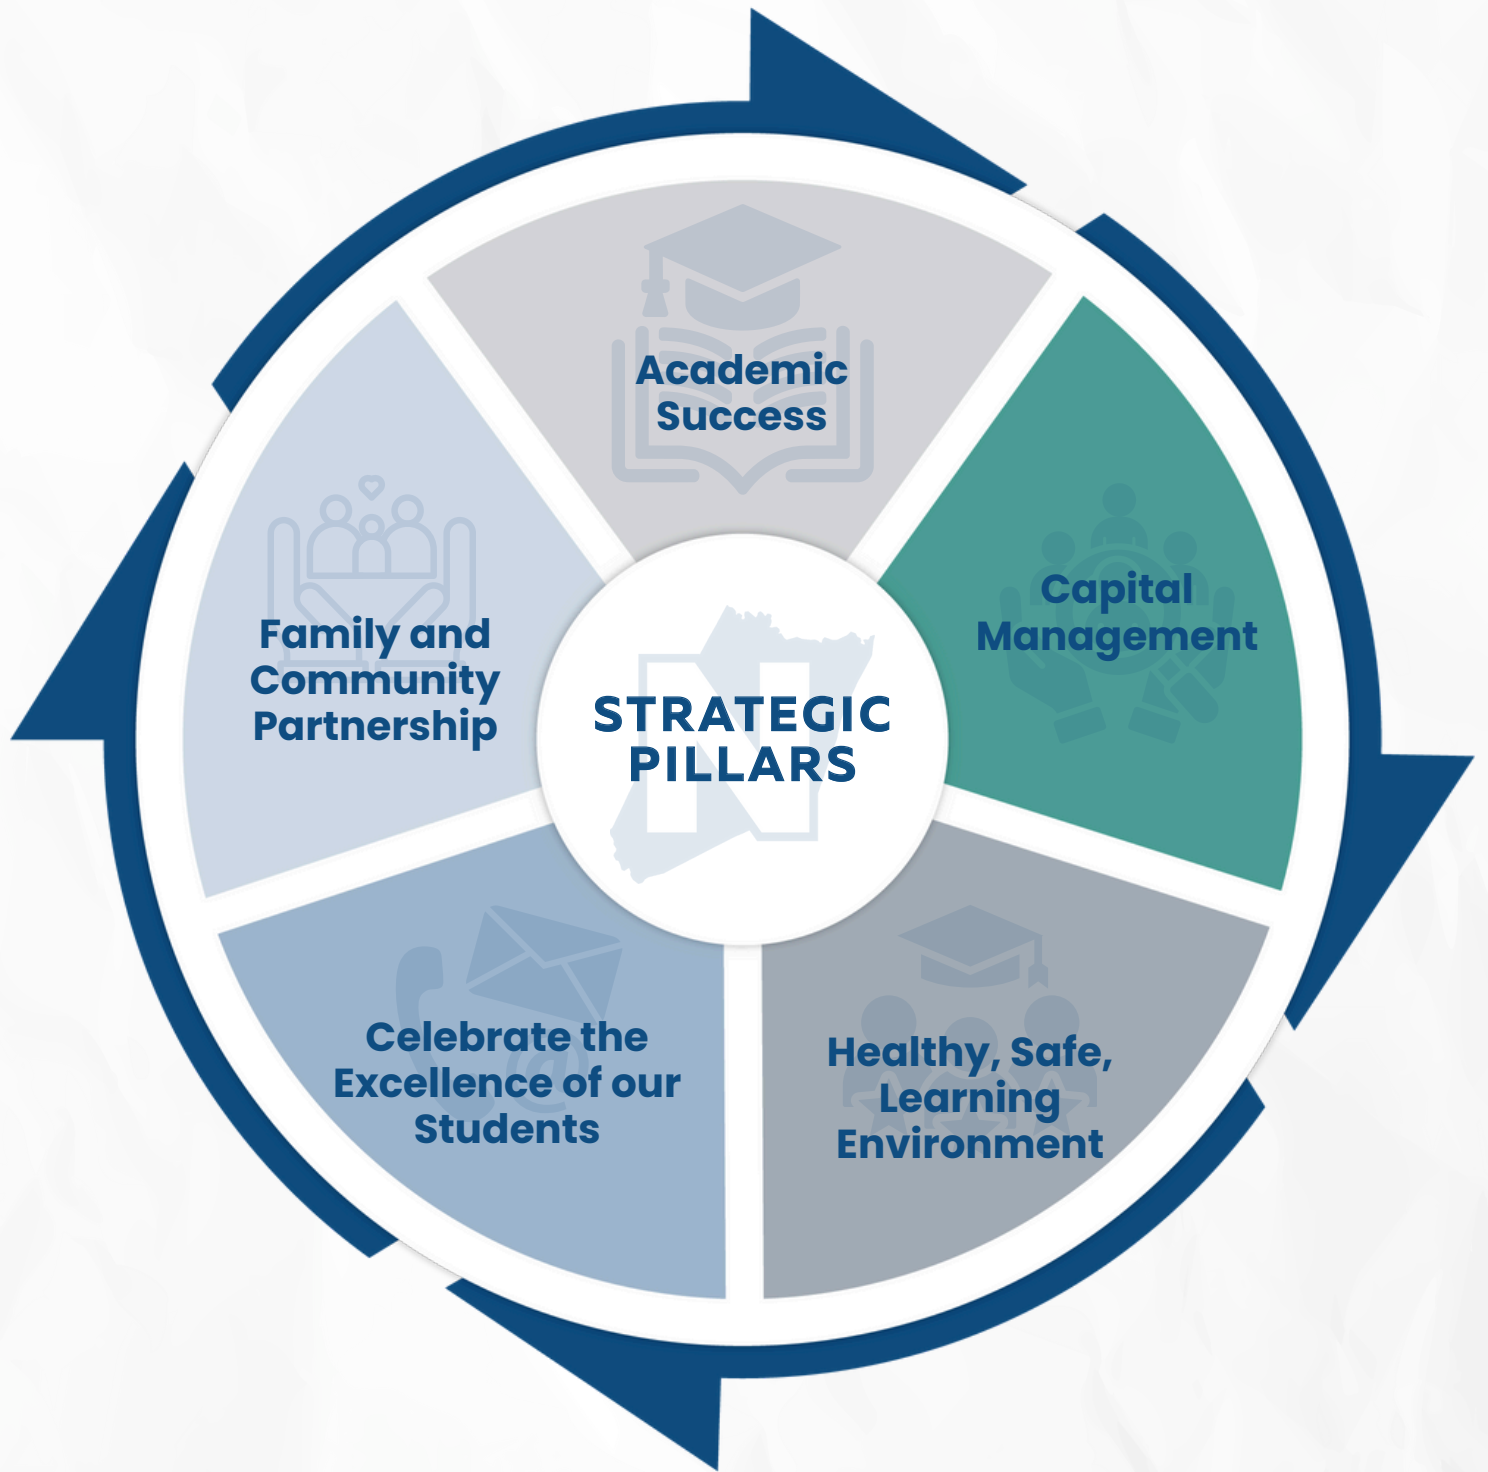 Academic
Success
Capital
Management
Healthy, Safe,
Learning
Environment
Celebrate the
Excellence of our
Students
Family and
Community
Partnership
N
STRATEGIC
PILLARS
@